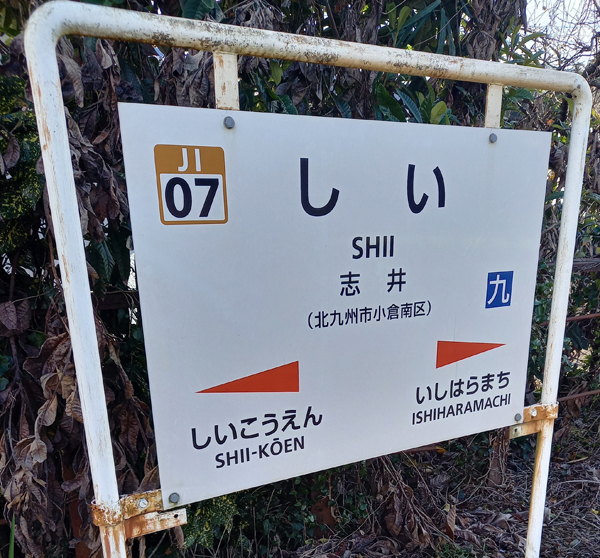 JI
07
しい
SHII
志井
(北九州市小倉南区)
九
しいこうえん
SHII-KŌEN
いしはらまち
ISHIHARAMACHI